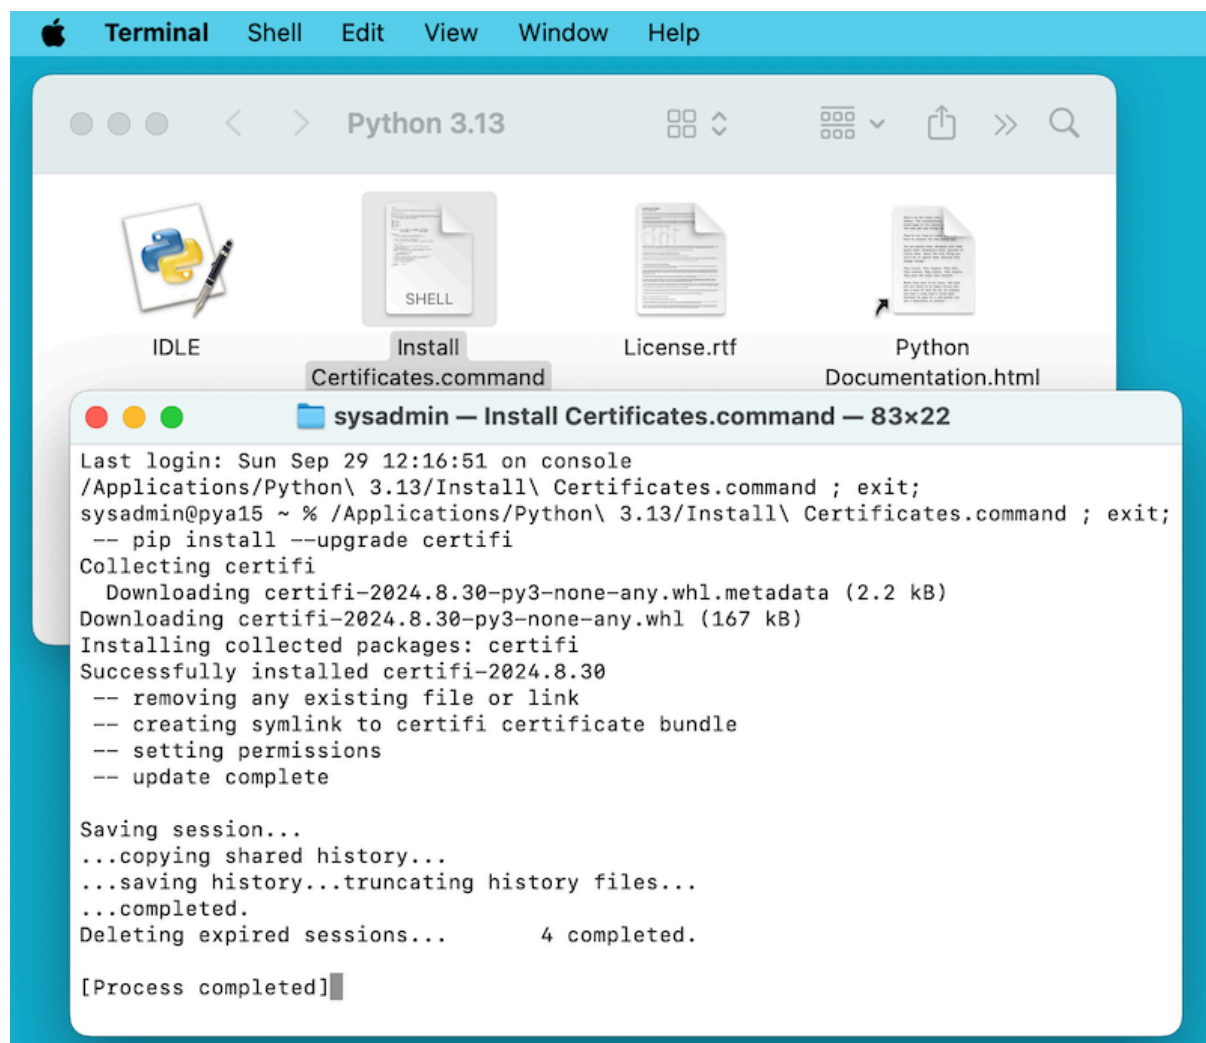 Terminal Shell Edit View Window Help
Python 3.13
SHELL
IDLE
Install
Certificates.command
License.rtf
Python
Documentation.html
sysadmin — Install Certificates.command — 83×22
Last login: Sun Sep 29 12:16:51 on console
/Applications/Python\ 3.13/Install\ Certificates.command ; exit;
sysadmin@pya15 ~ % /Applications/Python\ 3.13/Install\ Certificates.command ; exit;
 -- pip install --upgrade certifi
Collecting certifi
  Downloading certifi-2024.8.30-py3-none-any.whl.metadata (2.2 kB)
Downloading certifi-2024.8.30-py3-none-any.whl (167 kB)
Installing collected packages: certifi
Successfully installed certifi-2024.8.30
 -- removing any existing file or link
 -- creating symlink to certifi certificate bundle
 -- setting permissions
 -- update complete
Saving session...
...copying shared history...
...saving history...truncating history files...
...completed.
Deleting expired sessions...       4 completed.
[Process completed]